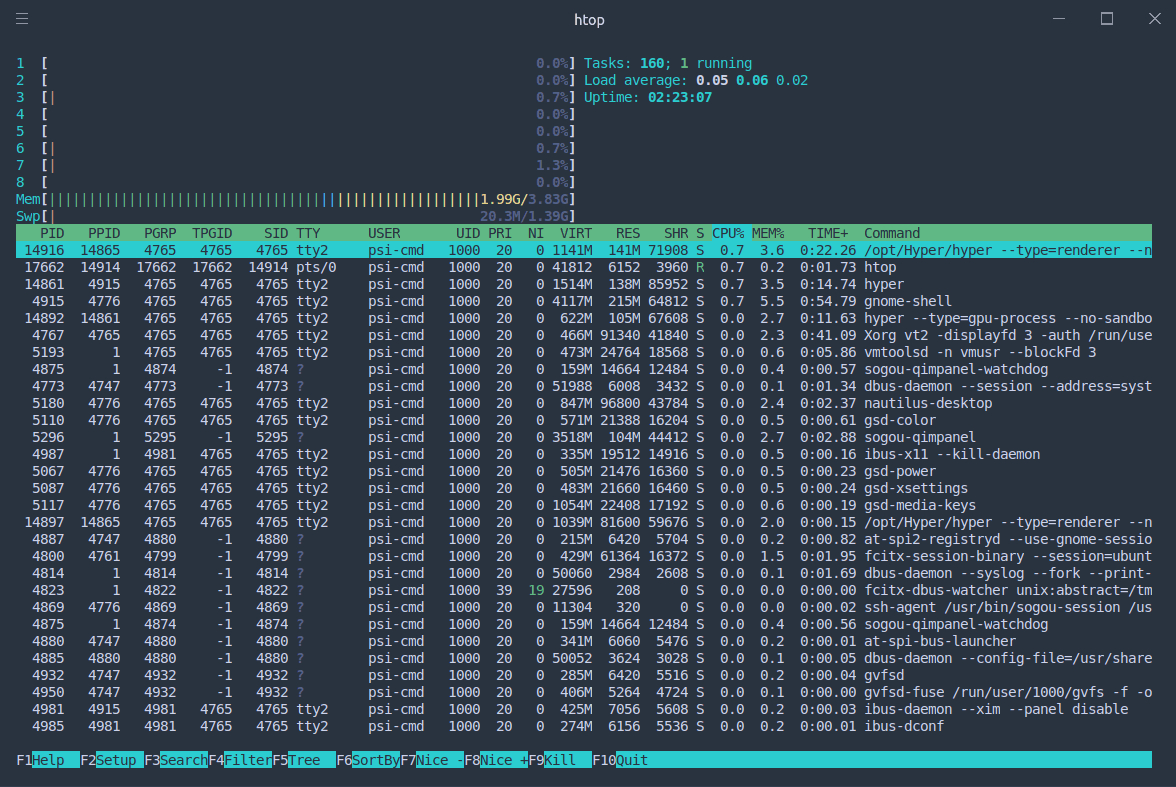 htop
1 [ 0.0%] Tasks: 160; 1 running
2 [ 0.0%] Load average: 0.05 0.06 0.02
3 [| 0.7%] Uptime: 02:23:07
4 [ 0.0%]
5 [ 0.0%]
6 [| 0.7%]
7 [| 1.3%]
8 [ 0.0%]
Mem[||||||||||||||||||||||||||||||||||||||||||||||||||||||1.99G/3.83G]
Swp[| 20.3M/1.39G]
PID PPID PGRP TPGID SID TTY USER UID PRI NI VIRT RES SHR S CPU% MEM% TIME+ Command
14916 14865 4765 4765 4765 tty2 psi-cmd 1000 20 0 1141M 141M 71908 S 0.7 3.6 0:22.26 /opt/Hyper/hyper --type=renderer --n
17662 14914 17662 17662 14914 pts/0 psi-cmd 1000 20 0 41812 6152 3960 R 0.7 0.2 0:01.73 htop
14861 4915 4765 4765 4765 tty2 psi-cmd 1000 20 0 1514M 138M 85952 S 0.7 3.5 0:14.74 hyper
4915 4776 4765 4765 4765 tty2 psi-cmd 1000 20 0 4117M 215M 64812 S 0.7 5.5 0:54.79 gnome-shell
14892 14861 4765 4765 4765 tty2 psi-cmd 1000 20 0 622M 105M 67608 S 0.0 2.7 0:11.63 hyper --type=gpu-process --no-sandbo
4767 4765 4765 4765 4765 tty2 psi-cmd 1000 20 0 466M 91340 41840 S 0.0 2.3 0:41.09 Xorg vt2 -displayfd 3 -auth /run/use
5193 1 4765 4765 4765 tty2 psi-cmd 1000 20 0 473M 24764 18568 S 0.0 0.6 0:05.86 vmtoolsd -n vmusr --blockFd 3
4875 1 4874 -1 4874 ? psi-cmd 1000 20 0 159M 14664 12484 S 0.0 0.4 0:00.57 sogou-qimpanel-watchdog
4773 4747 4773 -1 4773 ? psi-cmd 1000 20 0 51988 6008 3432 S 0.0 0.1 0:01.34 dbus-daemon --session --address=syst
5180 4776 4765 4765 4765 tty2 psi-cmd 1000 20 0 847M 96800 43784 S 0.0 2.4 0:02.37 nautilus-desktop
5110 4776 4765 4765 4765 tty2 psi-cmd 1000 20 0 571M 21388 16204 S 0.0 0.5 0:00.61 gsd-color
5296 1 5295 -1 5295 ? psi-cmd 1000 20 0 3518M 104M 44412 S 0.0 2.7 0:02.88 sogou-qimpanel
4987 1 4981 4765 4765 tty2 psi-cmd 1000 20 0 335M 19512 14916 S 0.0 0.5 0:00.16 ibus-x11 --kill-daemon
5067 4776 4765 4765 4765 tty2 psi-cmd 1000 20 0 505M 21476 16360 S 0.0 0.5 0:00.23 gsd-power
5087 4776 4765 4765 4765 tty2 psi-cmd 1000 20 0 483M 21660 16460 S 0.0 0.5 0:00.24 gsd-xsettings
5117 4776 4765 4765 4765 tty2 psi-cmd 1000 20 0 1054M 22408 17192 S 0.0 0.6 0:00.19 gsd-media-keys
14897 14865 4765 4765 4765 tty2 psi-cmd 1000 20 0 1039M 81600 59676 S 0.0 2.0 0:00.15 /opt/Hyper/hyper --type=renderer --n
4887 4747 4880 -1 4880 ? psi-cmd 1000 20 0 215M 6420 5704 S 0.0 0.2 0:00.82 at-spi2-registryd --use-gnome-sessio
4800 4761 4799 -1 4799 ? psi-cmd 1000 20 0 429M 61364 16372 S 0.0 1.5 0:01.95 fcitx-session-binary --session=ubunt
4814 1 4814 -1 4814 ? psi-cmd 1000 20 0 50060 2984 2608 S 0.0 0.1 0:01.69 dbus-daemon --syslog --fork --print-
4823 1 4822 -1 4822 ? psi-cmd 1000 39 19 27596 208 0 S 0.0 0.0 0:00.00 fcitx-dbus-watcher unix:abstract=/tm
4869 4776 4869 -1 4869 ? psi-cmd 1000 20 0 11304 320 0 S 0.0 0.0 0:00.02 ssh-agent /usr/bin/sogou-session /us
4875 1 4874 -1 4874 ? psi-cmd 1000 20 0 159M 14664 12484 S 0.0 0.4 0:00.56 sogou-qimpanel-watchdog
4880 4747 4880 -1 4880 ? psi-cmd 1000 20 0 341M 6060 5476 S 0.0 0.2 0:00.01 at-spi-bus-launcher
4885 4880 4880 -1 4880 ? psi-cmd 1000 20 0 50052 3624 3028 S 0.0 0.1 0:00.05 dbus-daemon --config-file=/usr/share
4932 4747 4932 -1 4932 ? psi-cmd 1000 20 0 285M 6420 5516 S 0.0 0.2 0:00.04 gvfsd
4950 4747 4932 -1 4932 ? psi-cmd 1000 20 0 406M 5264 4724 S 0.0 0.1 0:00.00 gvfsd-fuse /run/user/1000/gvfs -f -o
4981 4915 4981 4765 4765 tty2 psi-cmd 1000 20 0 425M 7056 5608 S 0.0 0.2 0:00.03 ibus-daemon --xim --panel disable
4985 4981 4981 4765 4765 tty2 psi-cmd 1000 20 0 274M 6156 5536 S 0.0 0.2 0:00.01 ibus-dconf
F1Help F2Setup F3SearchF4FilterF5Tree F6SortByF7Nice -F8Nice +F9Kill F10Quit